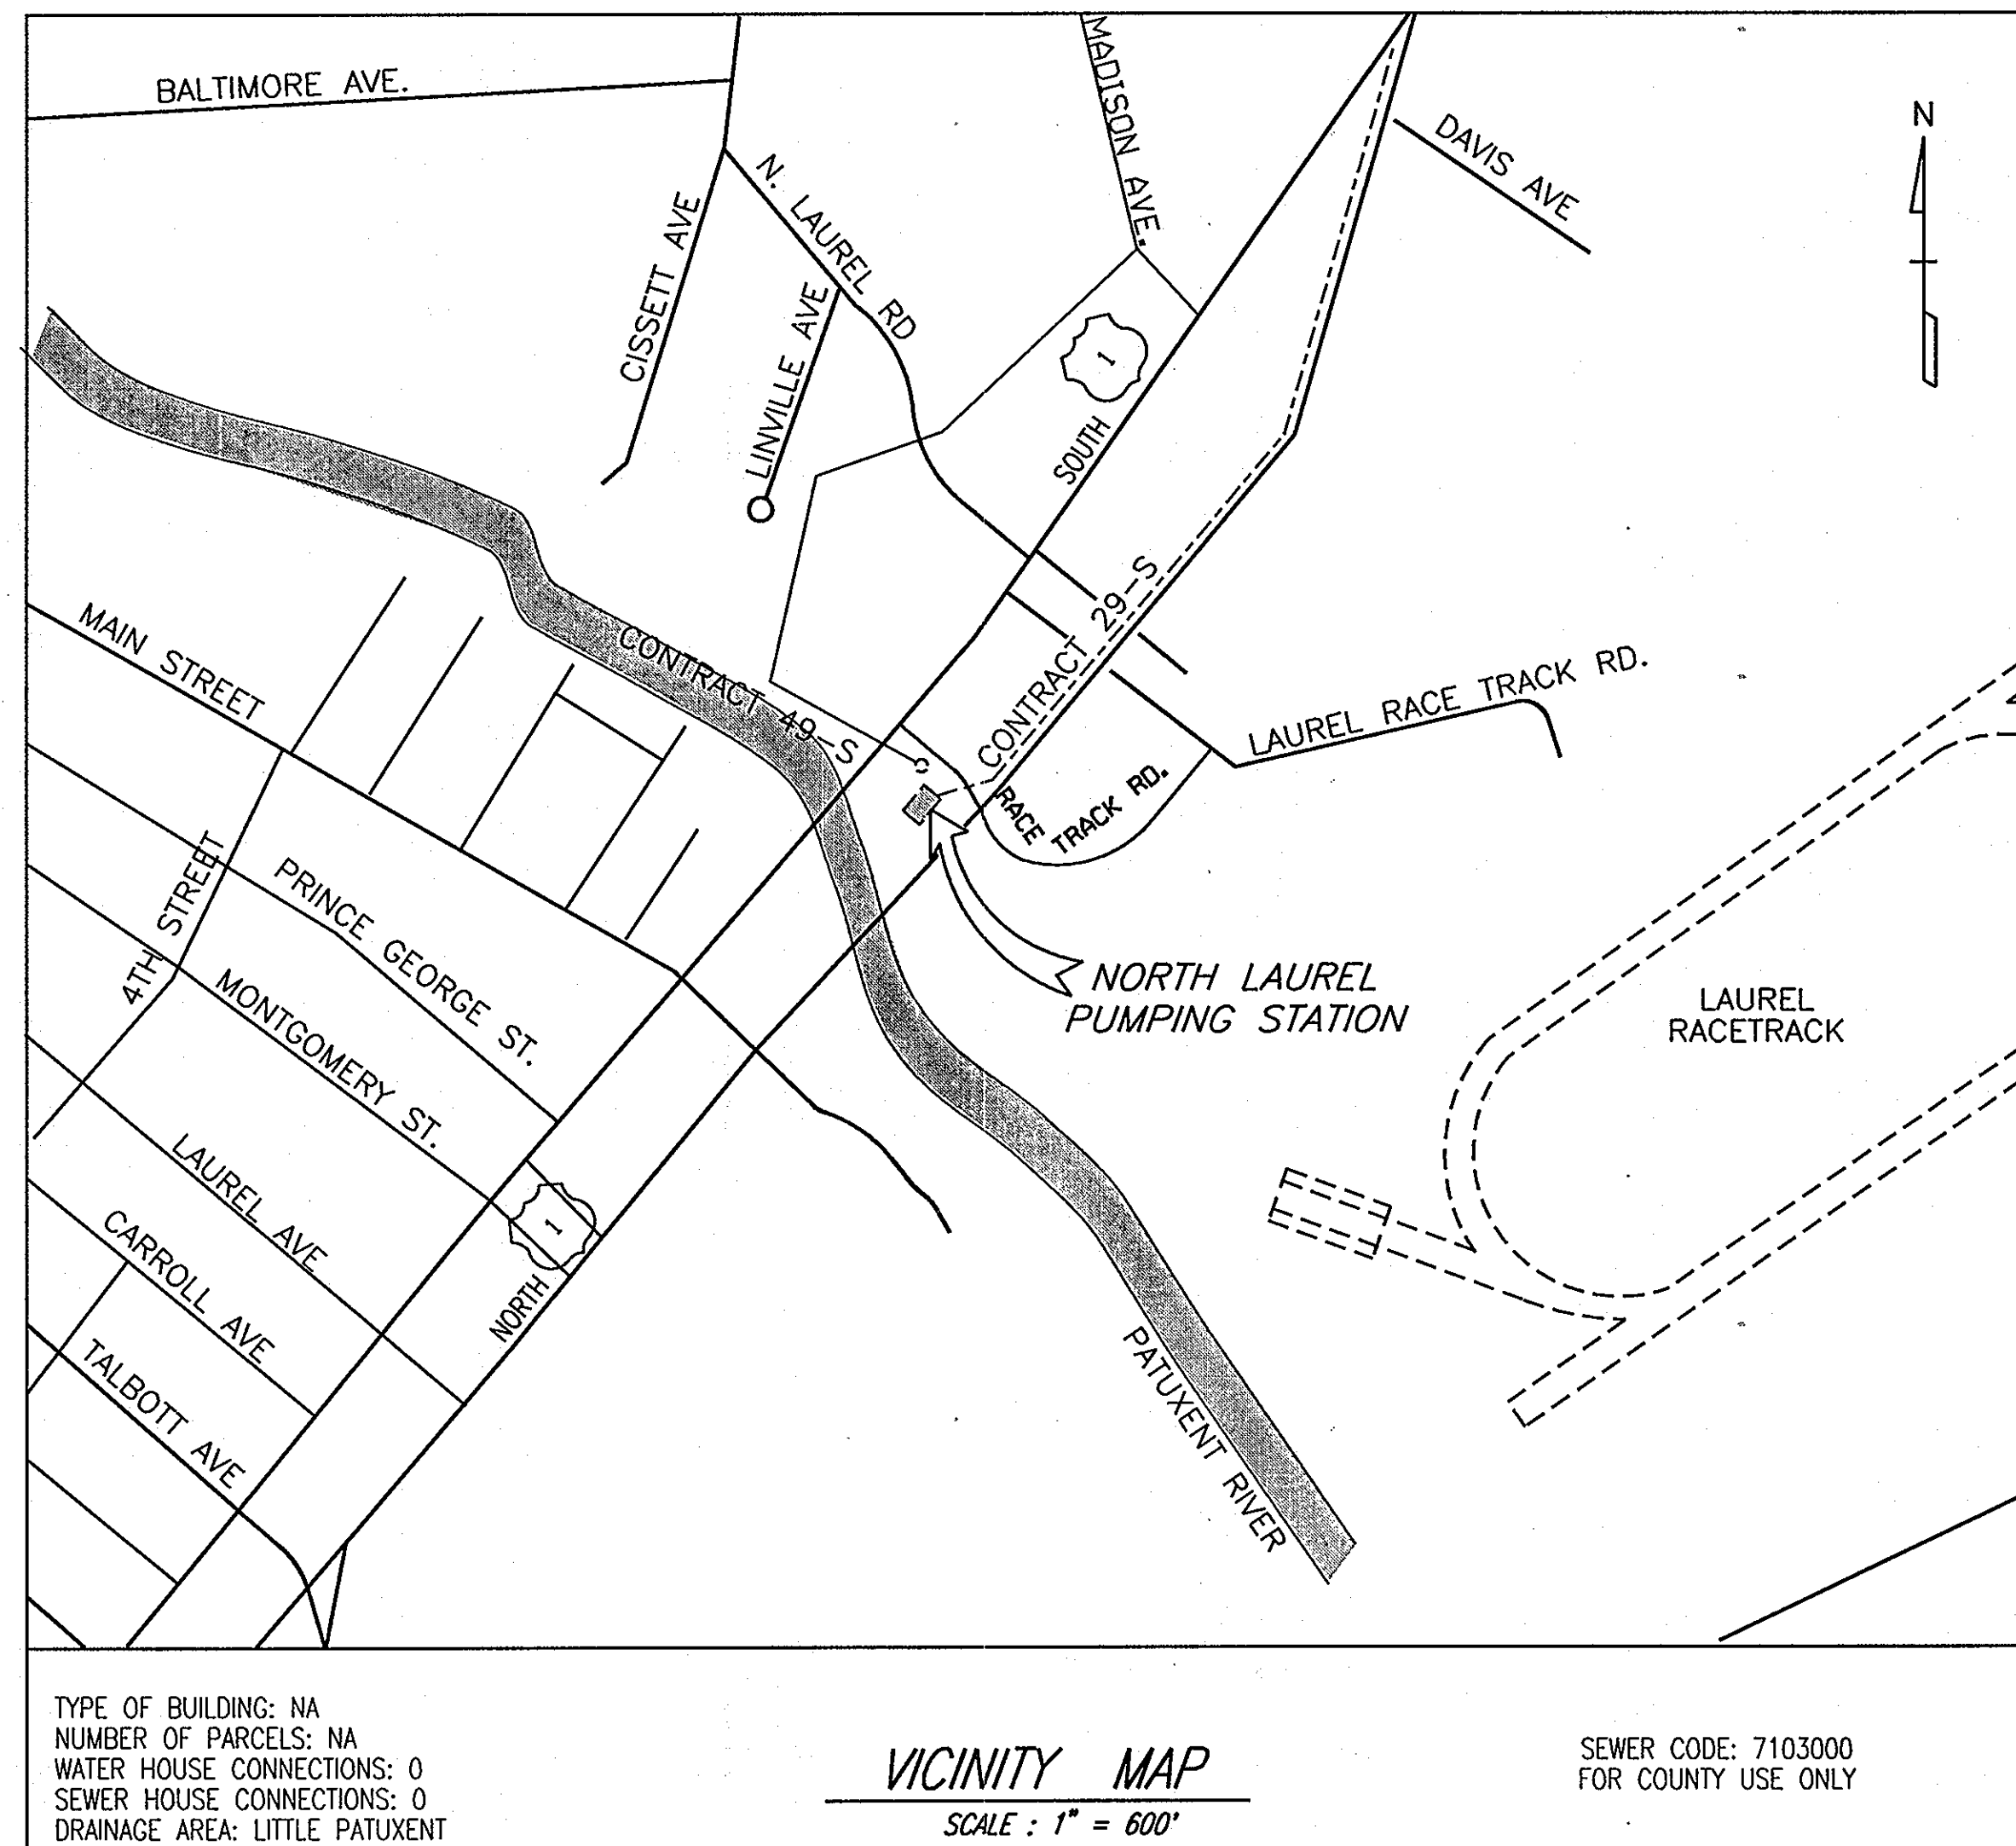 BALTIMORE AVE.
MADISON AVE.
DAVIS AVE
N
N. LAUREL RD
CISSETT AVE
LINVILLE AVE
1
SOUTH
MAIN STREET
CONTRACT 49-S
CONTRACT 29-S
LAUREL RACE TRACK RD.
RACE TRACK RD.
4TH STREET
PRINCE GEORGE ST.
MONTGOMERY ST.
NORTH LAUREL
PUMPING STATION
LAUREL
RACETRACK
LAUREL AVE
1
NORTH
CARROLL AVE
TALBOTT AVE
PATUXENT RIVER
TYPE OF BUILDING: NA
NUMBER OF PARCELS: NA
WATER HOUSE CONNECTIONS: 0
SEWER HOUSE CONNECTIONS: 0
DRAINAGE AREA: LITTLE PATUXENT
VICINITY MAP
SCALE : 1" = 600'
SEWER CODE: 7103000
FOR COUNTY USE ONLY